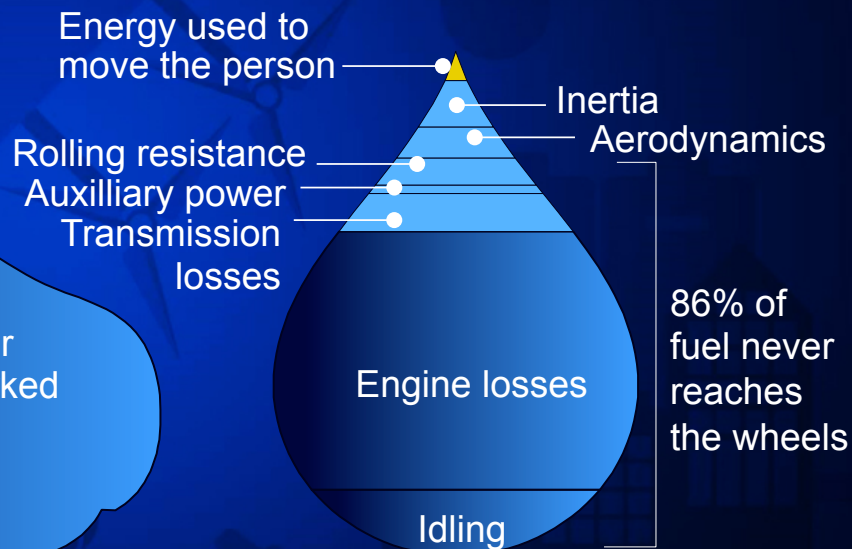 Energy used to
move the person
Inertia
Aerodynamics
Rolling resistance
Auxilliary power
Transmission
losses
86% of
fuel never
reaches
the wheels
Engine losses
Idling